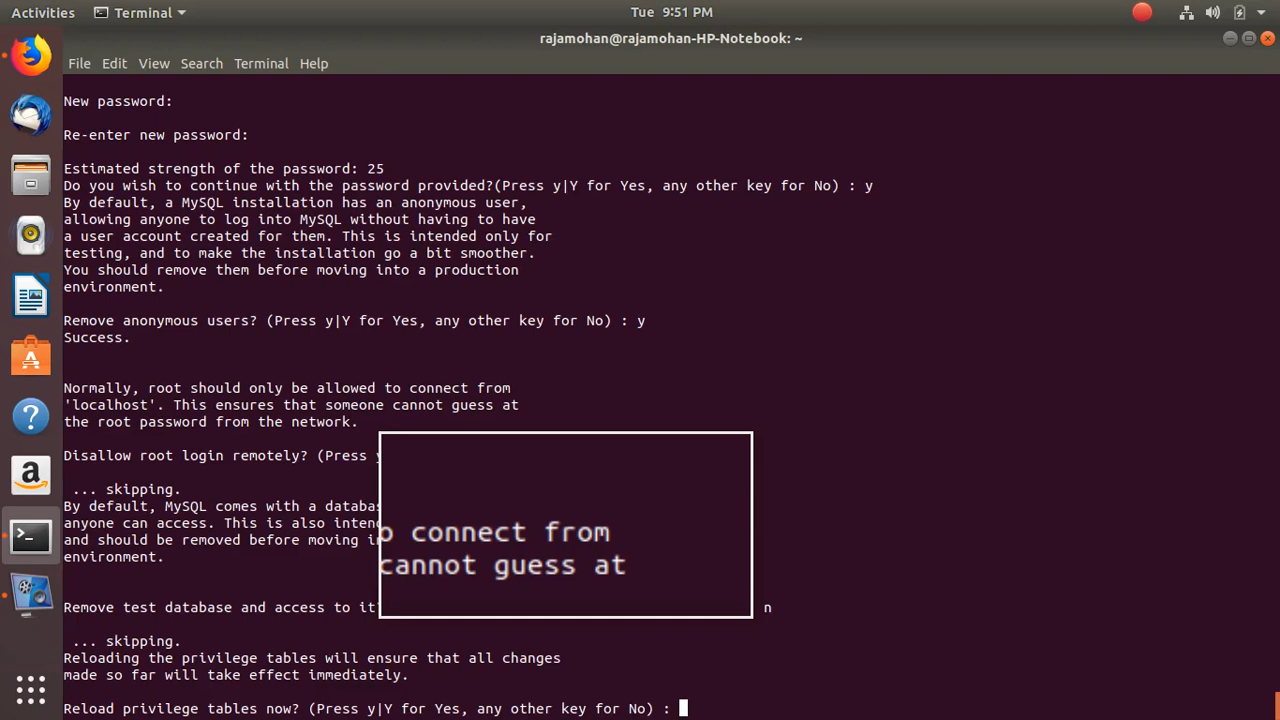 Activities
Terminal
Tue 9:51 PM
rajamohan@rajamohan-HP-Notebook: ~
File Edit View Search Terminal Help
New password:
Re-enter new password:
Estimated strength of the password: 25
Do you wish to continue with the password provided?(Press y|Y for Yes, any other key for No) : y
By default, a MySQL installation has an anonymous user,
allowing anyone to log into MySQL without having to have
a user account created for them. This is intended only for
testing, and to make the installation go a bit smoother.
You should remove them before moving into a production
environment.
Remove anonymous users? (Press y|Y for Yes, any other key for No) : y
Success.
Normally, root should only be allowed to connect from
'localhost'. This ensures that someone cannot guess at
the root password from the network.
Disallow root login remotely? (Press y
... skipping.
By default, MySQL comes with a databas
anyone can access. This is also inten
and should be removed before moving i
environment.
o connect from
cannot guess at
Remove test database and access to it? n
... skipping.
Reloading the privilege tables will ensure that all changes
made so far will take effect immediately.
Reload privilege tables now? (Press y|Y for Yes, any other key for No) :